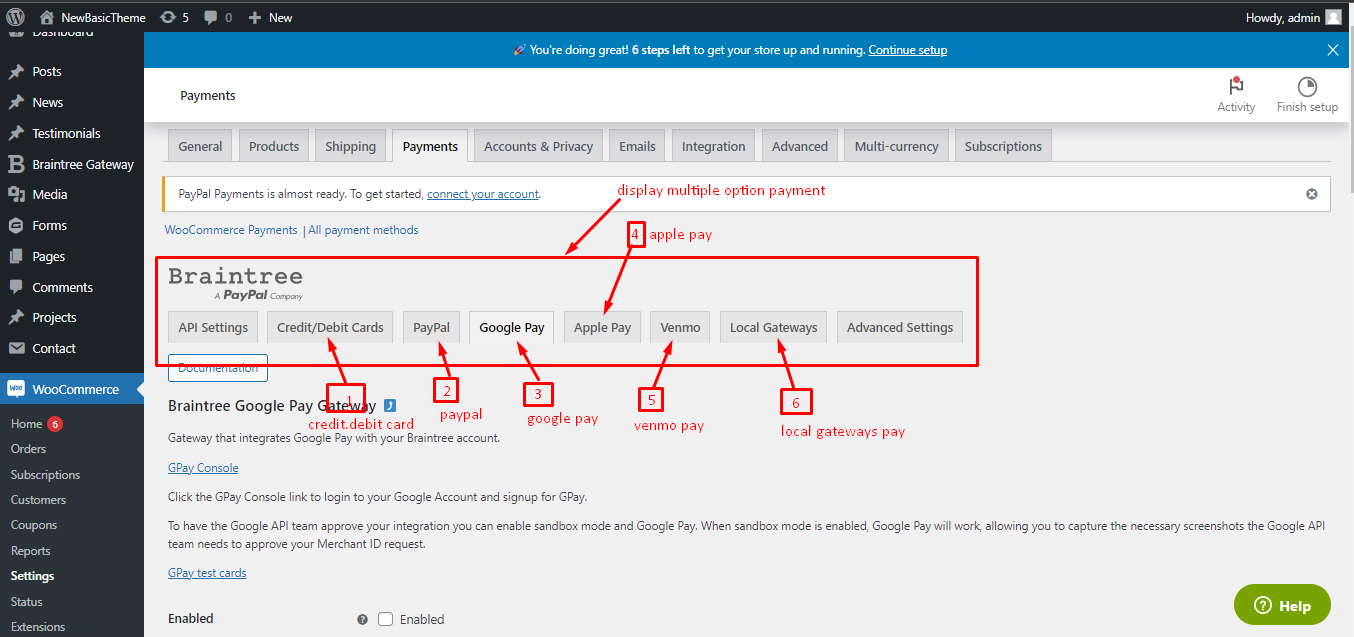 NewBasicTheme 5 0 New Howdy, admin
Dashboard
Posts
News
Testimonials
Braintree Gateway
Media
Forms
Pages
Comments
Projects
Contact
WooCommerce
Home 6
Orders
Subscriptions
Customers
Coupons
Reports
Settings
Status
Extensions
🚀 You're doing great! 6 steps left to get your store up and running. Continue setup
Payments
Activity Finish setup
General Products Shipping Payments Accounts & Privacy Emails Integration Advanced Multi-currency Subscriptions
PayPal Payments is almost ready. To get started, connect your account.
display multiple option payment
WooCommerce Payments | All payment methods
4 apple pay
Braintree
A PayPal Company
API Settings Credit/Debit Cards PayPal Google Pay Apple Pay Venmo Local Gateways Advanced Settings
Documentation
1 2 3 5 6
Braintree Google Pay Gateway
credit.debit card paypal google pay venmo pay local gateways pay
Gateway that integrates Google Pay with your Braintree account.
GPay Console
Click the GPay Console link to login to your Google Account and signup for GPay.
To have the Google API team approve your integration you can enable sandbox mode and Google Pay. When sandbox mode is enabled, Google Pay will work, allowing you to capture the necessary screenshots the Google API
team needs to approve your Merchant ID request.
GPay test cards
Enabled ? Enabled
? Help